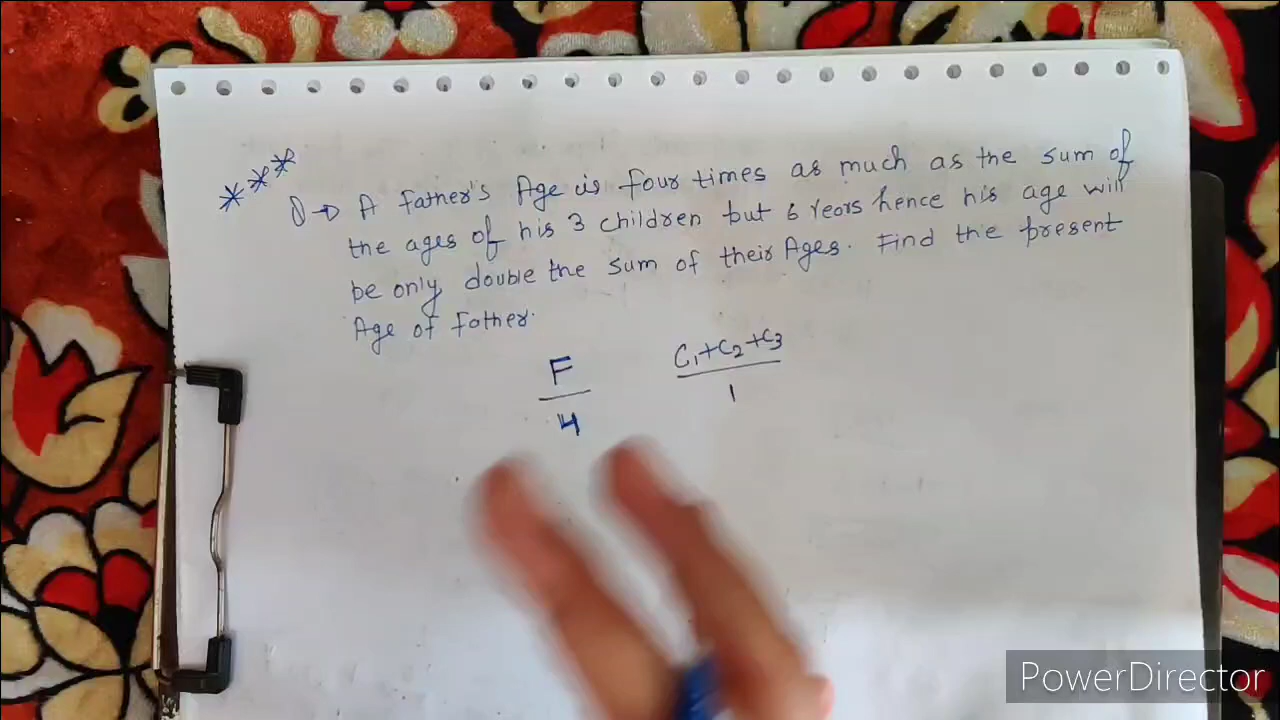 *** Q→ A Father's Age is four times as much as the sum of
the ages of his 3 children but 6 Years hence his age will
be only double the sum of their Ages. Find the present
Age of Father.
F C₁+C₂+C₃
4 1
PowerDirector